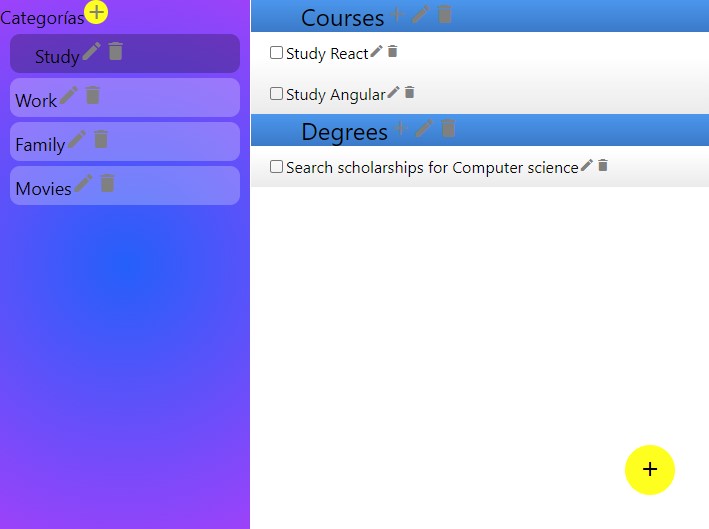 Categorías
Study
Work
Family
Movies
Courses
Study React
Study Angular
Degrees
Search scholarships for Computer science